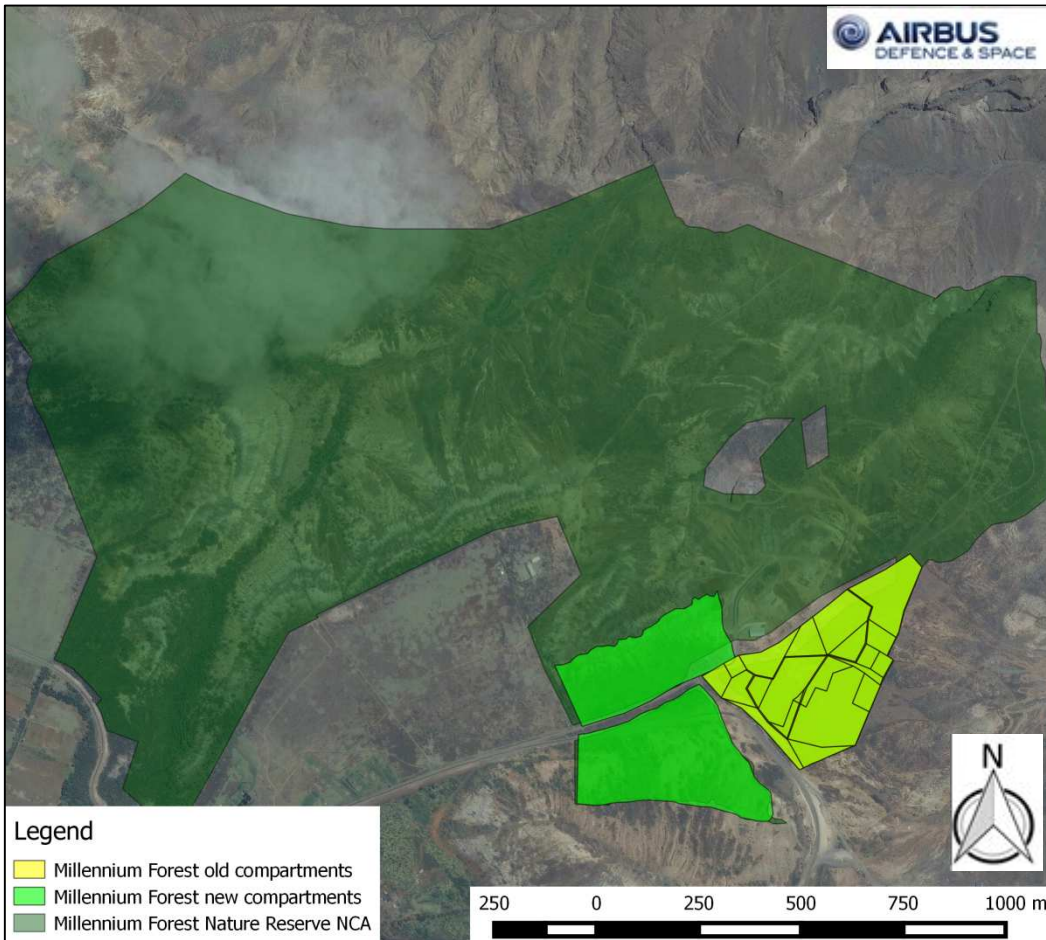 AIRBUS
DEFENCE & SPACE
N
Legend
Millennium Forest old compartments
Millennium Forest new compartments
Millennium Forest Nature Reserve NCA
250 0 250 500 750 1000 m